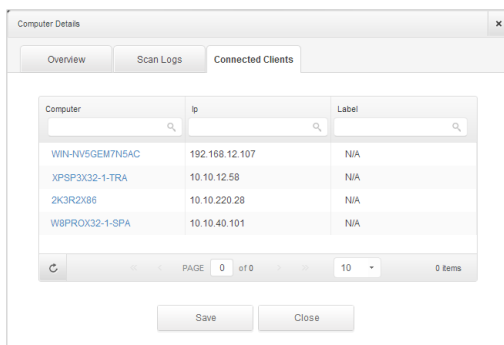 Computer Details
×
Overview Scan Logs Connected Clients
Computer Ip Label
WIN-NV5GEM7N5AC 192.168.12.107 N/A
XPSP3X32-1-TRA 10.10.12.58 N/A
2K3R2X86 10.10.220.28 N/A
W8PROX32-1-SPA 10.10.40.101 N/A
PAGE 0 of 0 10 0 items
Save Close